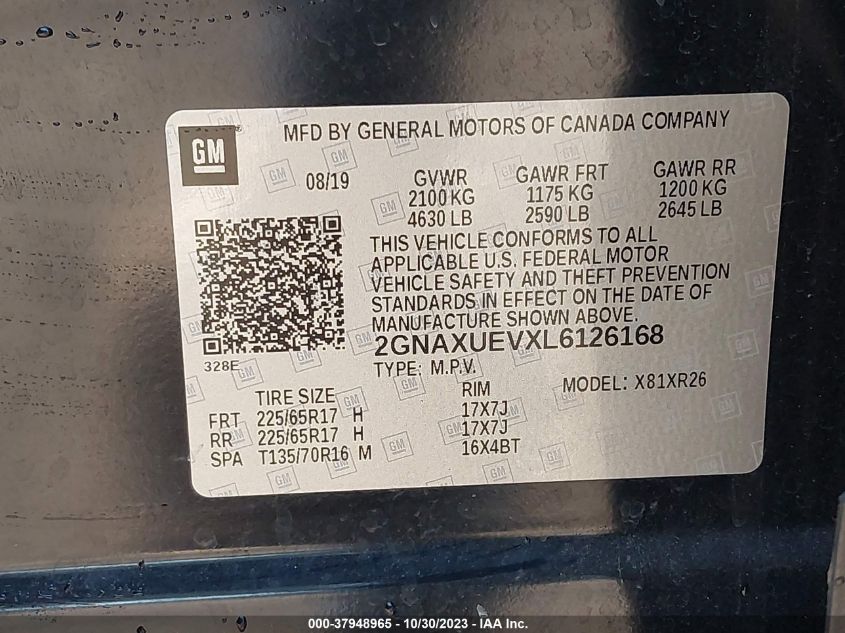 GM
MFD BY GENERAL MOTORS OF CANADA COMPANY
08/19 GVWR GAWR FRT GAWR RR
2100 KG 1175 KG 1200 KG
4630 LB 2590 LB 2645 LB
THIS VEHICLE CONFORMS TO ALL
APPLICABLE U.S. FEDERAL MOTOR
VEHICLE SAFETY AND THEFT PREVENTION
STANDARDS IN EFFECT ON THE DATE OF
MANUFACTURE SHOWN ABOVE.
2GNAXUEVXL6126168
328E
TYPE: M.P.V. MODEL: X81XR26
TIRE SIZE RIM
FRT 225/65R17 H 17X7J
RR 225/65R17 H 17X7J
SPA T135/70R16 M 16X4BT
000-37948965 - 10/30/2023 - IAA Inc.